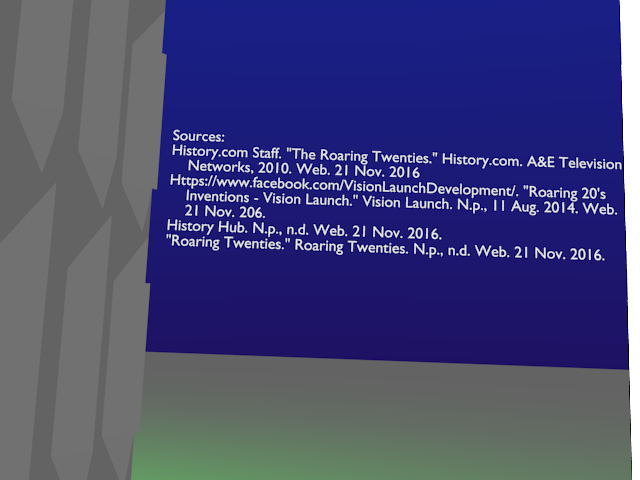 Sources:
History.com Staff. "The Roaring Twenties." History.com. A&E Television
Networks, 2010. Web. 21 Nov. 2016
Https://www.facebook.com/VisionLaunchDevelopment/. "Roaring 20's
Inventions - Vision Launch." Vision Launch. N.p., 11 Aug. 2014. Web.
21 Nov. 206.
History Hub. N.p., n.d. Web. 21 Nov. 2016.
"Roaring Twenties." Roaring Twenties. N.p., n.d. Web. 21 Nov. 2016.